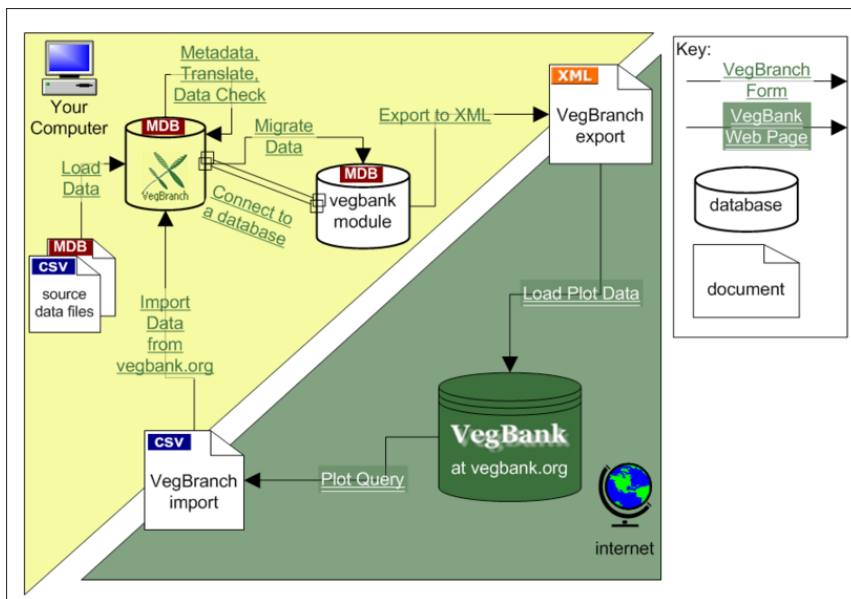 Your
Computer
Metadata,
Translate,
Data Check
MDB
VegBranch
Load
Data
MDB
CSV
source
data files
Migrate
Data
Connect to
a database
MDB
vegbank
module
Export to XML
XML
VegBranch
export
Import
Data
from
vegbank.org
CSV
VegBranch
import
Load Plot Data
VegBank
at vegbank.org
Plot Query
internet
Key:
VegBranch
Form
VegBank
Web Page
database
document